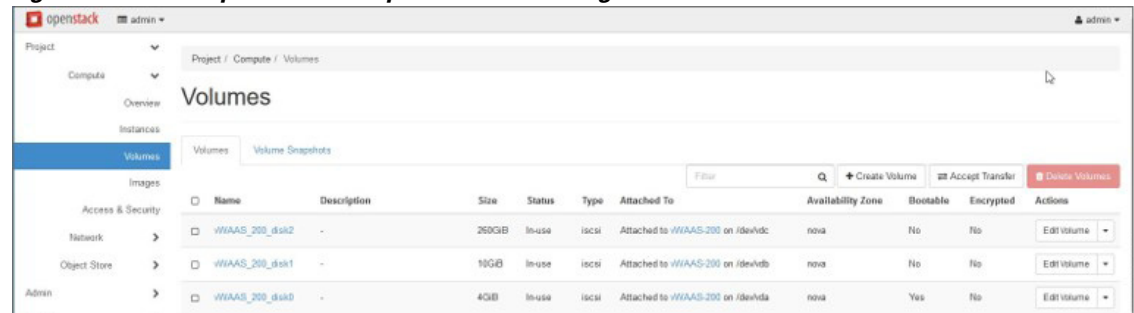 openstack admin admin
Project
Project / Compute / Volumes
Compute
Overview
Volumes
Instances
Volumes Volumes Volume Snapshots
Filter + Create Volume Accept Transfer Delete Volumes
Images
Name Description Size Status Type Attached To Availability Zone Bootable Encrypted Actions
Access & Security
vWAAS_200_disk2 - 260GiB In-use iscsi Attached to vWAAS-200 on /dev/vdc nova No No Edit Volume
Network
Object Store
vWAAS_200_disk1 - 10GiB In-use iscsi Attached to vWAAS-200 on /dev/vdb nova No No Edit Volume
Admin
vWAAS_200_disk0 - 4GiB In-use iscsi Attached to vWAAS-200 on /dev/vda nova Yes No Edit Volume